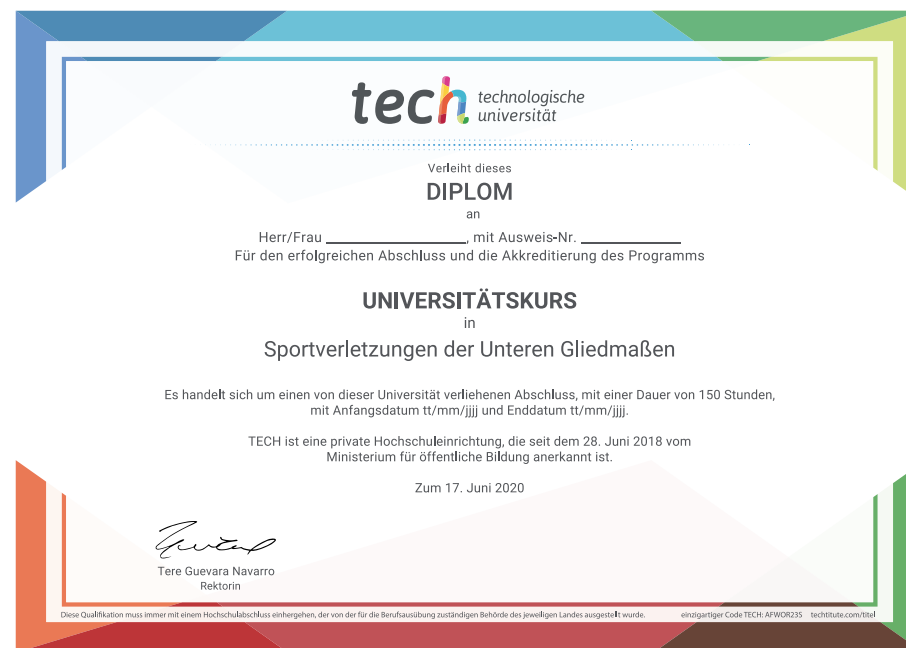 tech technologische
universität
Verleiht dieses
DIPLOM
an
Herr/Frau ____________, mit Ausweis-Nr. ____________
Für den erfolgreichen Abschluss und die Akkreditierung des Programms
UNIVERSITÄTSKURS
in
Sportverletzungen der Unteren Gliedmaßen
Es handelt sich um einen von dieser Universität verliehenen Abschluss, mit einer Dauer von 150 Stunden,
mit Anfangsdatum tt/mm/jjjj und Enddatum tt/mm/jjjj.
TECH ist eine private Hochschuleinrichtung, die seit dem 28. Juni 2018 vom
Ministerium für öffentliche Bildung anerkannt ist.
Zum 17. Juni 2020
Tere Guevara Navarro
Rektorin
Diese Qualifikation muss immer mit einem Hochschulabschluss einhergehen, der von der für die Berufsausübung zuständigen Behörde des jeweiligen Landes ausgestellt wurde. einzigartiger Code TECH: AFWOR23S techtitute.com/titel